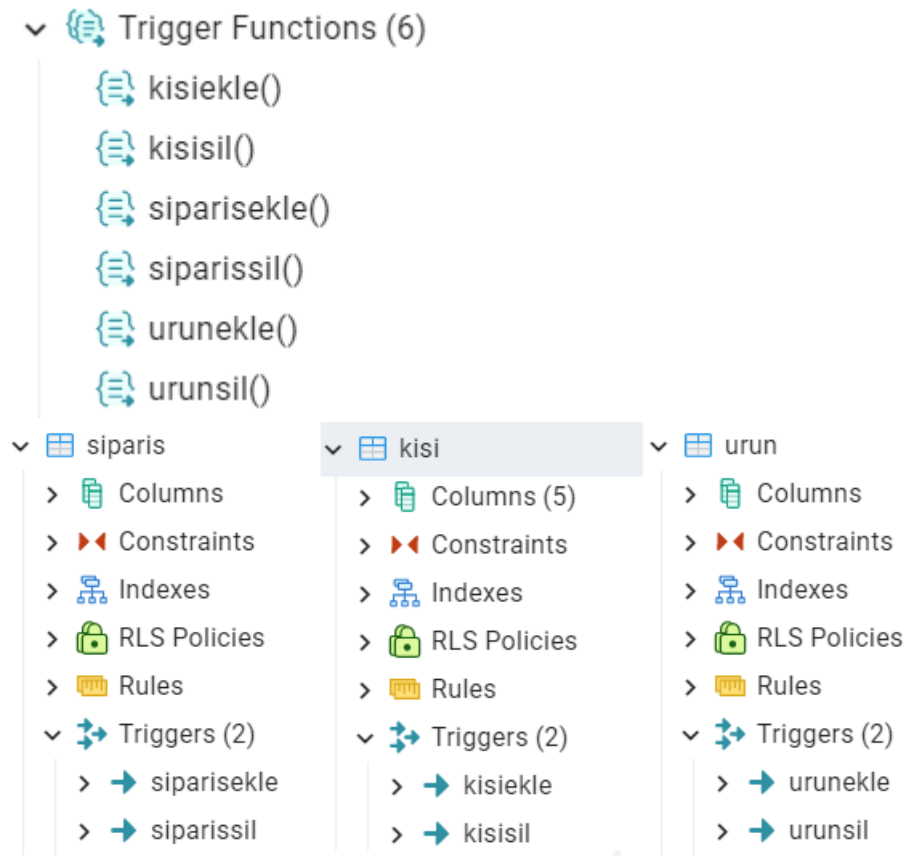 Trigger Functions (6)
kisiekle()
kisisil()
siparisekle()
siparissil()
urunekle()
urunsil()
siparis
Columns
Constraints
Indexes
RLS Policies
Rules
Triggers (2)
siparisekle
siparissil
kisi
Columns (5)
Constraints
Indexes
RLS Policies
Rules
Triggers (2)
kisiekle
kisisil
urun
Columns
Constraints
Indexes
RLS Policies
Rules
Triggers (2)
urunekle
urunsil